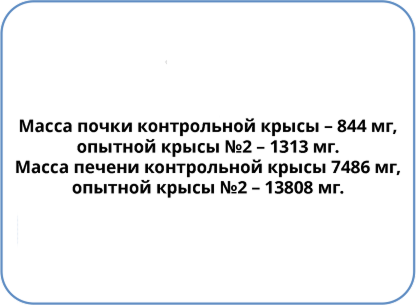 Масса почки контрольной крысы – 844 мг,
опытной крысы №2 – 1313 мг.
Масса печени контрольной крысы 7486 мг,
опытной крысы №2 – 13808 мг.